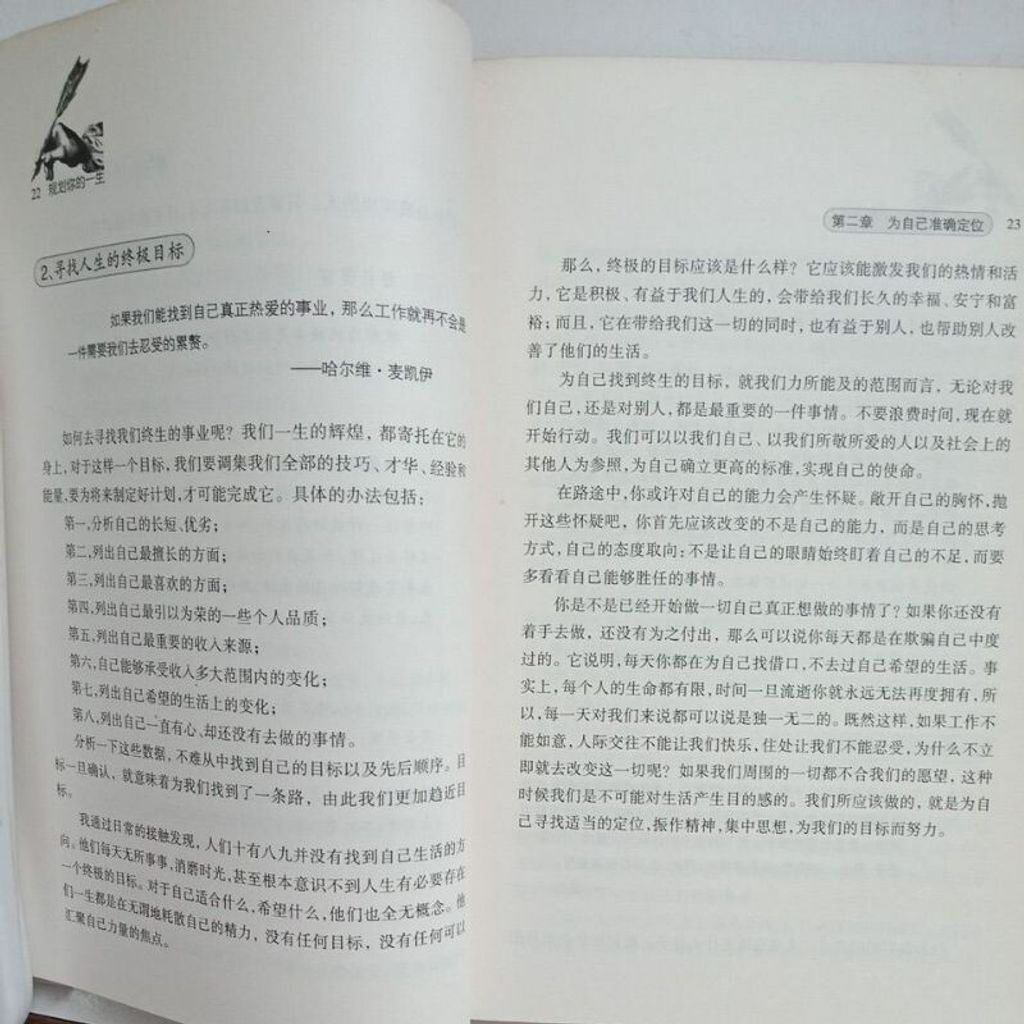 22 规划你的一生
2.寻找人生的终极目标
如果我们能找到自己真正热爱的事业，那么工作就再不会是
一件需要我们去忍受的累赘。
——哈尔维·麦凯伊
如何去寻找我们终生的事业呢？我们一生的辉煌，都寄托在它的
身上，对于这样一个目标，我们要调集我们全部的技巧、才华、经验和
能量，要为将来制定好计划，才可能完成它。具体的办法包括：
第一，分析自己的长短、优劣；
第二，列出自己最擅长的方面；
第三，列出自己最喜欢的方面；
第四，列出自己最引以为荣的一些个人品质；
第五，列出自己最重要的收入来源；
第六，自己能够承受收入多大范围内的变化；
第七，列出自己希望的生活上的变化；
第八，列出自己一直有心，却还没有去做的事情。
分析一下这些数据，不难从中找到自己的目标以及先后顺序。目
标一旦确认，就意味着为我们找到了一条路，由此我们更加趋近目
标。
我通过日常的接触发现，人们十有八九并没有找到自己生活的方
向。他们每天无所事事，消磨时光，甚至根本意识不到人生有必要存在
一个终极的目标。对于自己适合什么，希望什么，他们也全无概念。他
们一生都是在无谓地耗散自己的精力，没有任何目标，没有任何可以
汇聚自己力量的焦点。
第二章 为自己准确定位 23
那么，终极的目标应该是什么样？它应该能激发我们的热情和活
力，它是积极、有益于我们人生的，会带给我们长久的幸福、安宁和富
裕；而且，它在带给我们这一切的同时，也有益于别人，也帮助别人改
善了他们的生活。
为自己找到终生的目标，就我们力所能及的范围而言，无论对我
们自己，还是对别人，都是最重要的一件事情。不要浪费时间，现在就
开始行动。我们可以以我们自己、以我们所敬所爱的人以及社会上的
其他人为参照，为自己确立更高的标准，实现自己的使命。
在路途中，你或许对自己的能力会产生怀疑。敞开自己的胸怀，抛
开这些怀疑吧，你首先应该改变的不是自己的能力，而是自己的思考
方式，自己的态度取向：不是让自己的眼睛始终盯着自己的不足，而要
多看看自己能够胜任的事情。
你是不是已经开始做一切自己真正想做的事情了？如果你还没有
着手去做，还没有为之付出，那么可以说你每天都是在欺骗自己中度
过的。它说明，每天你都在为自己找借口，不去过自己希望的生活。事
实上，每个人的生命都有限，时间一旦流逝你就永远无法再度拥有，所
以，每一天对我们来说都可以说是独一无二的。既然这样，如果工作不
能如意，人际交往不能让我们快乐，住处让我们不能忍受，为什么不立
即就去改变这一切呢？如果我们周围的一切都不合我们的愿望，这种
时候我们是不可能对生活产生目的感的。我们所应该做的，就是为自
己寻找适当的定位，振作精神，集中思想，为我们的目标而努力。